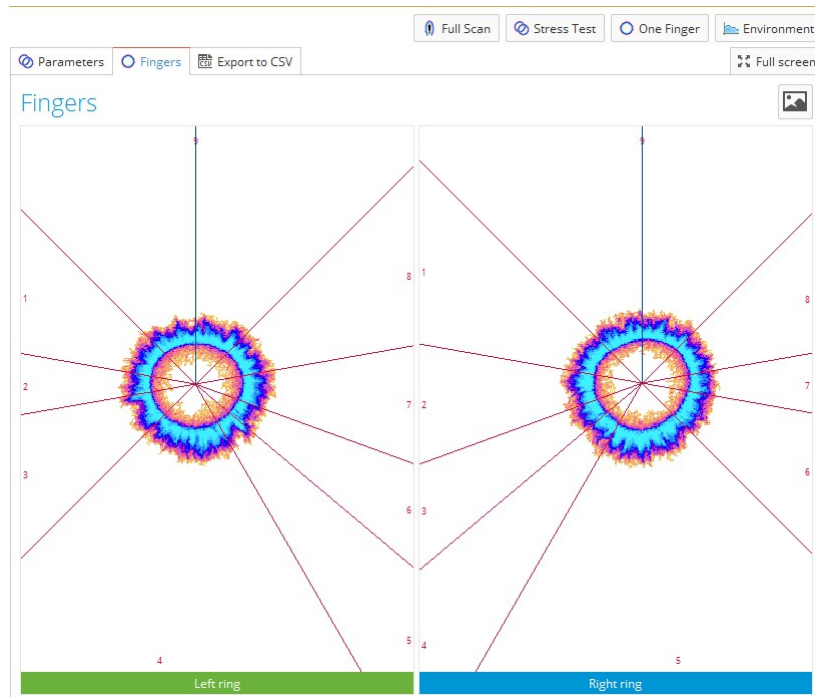 Full Scan Stress Test One Finger Environment
Parameters Fingers CSV Export to CSV Full screen
Fingers
9 9
8 1
1 8
2 7
7 2
3 6
6 3
5 4
4 5
Left ring Right ring